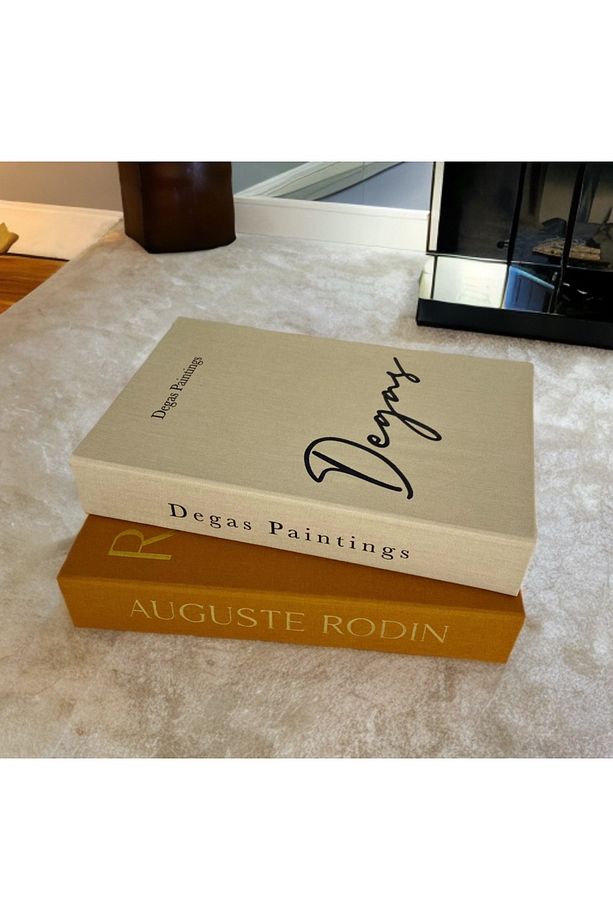 Degas Paintings
Degas
Degas Paintings
R
AUGUSTE RODIN